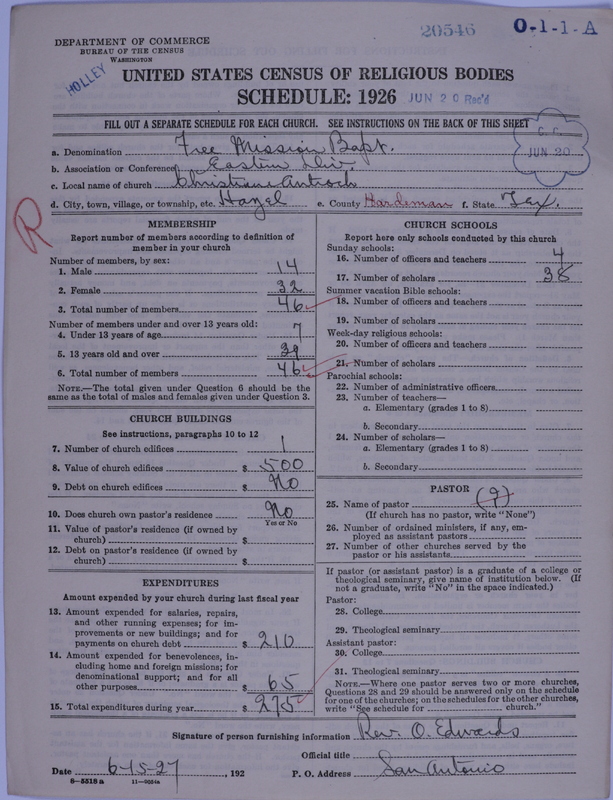 20546
O-1-1-A
DEPARTMENT OF COMMERCE
BUREAU OF THE CENSUS
WASHINGTON
HOLLEY
UNITED STATES CENSUS OF RELIGIOUS BODIES
SCHEDULE: 1926
JUN 20 Rec'd
FILL OUT A SEPARATE SCHEDULE FOR EACH CHURCH. SEE INSTRUCTIONS ON THE BACK OF THIS SHEET
C. C.
JUN 20
a. Denomination Free Mission Bapt.
b. Association or Conference Eastern Div.
c. Local name of church Christiane Antioch
d. City, town, village, or township, etc. Hazel e. County Hardeman f. State Tex.
R
MEMBERSHIP
Report number of members according to definition of
member in your church
Number of members, by sex:
1. Male 14
2. Female 32
3. Total number of members 46
Number of members under and over 13 years old:
4. Under 13 years of age 7
5. 13 years old and over 39
6. Total number of members 46
NOTE.—The total given under Question 6 should be the
same as the total of males and females given under Question 3.
CHURCH BUILDINGS
See instructions, paragraphs 10 to 12
7. Number of church edifices 1
8. Value of church edifices $ 500
9. Debt on church edifices $ No
10. Does church own pastor's residence No
Yes or No
11. Value of pastor's residence (if owned by
church) $
12. Debt on pastor's residence (if owned by
church) $
EXPENDITURES
Amount expended by your church during last fiscal year
13. Amount expended for salaries, repairs,
and other running expenses; for im-
provements or new buildings; and for
payments on church debt $ 210
14. Amount expended for benevolences, in-
cluding home and foreign missions; for
denominational support; and for all
other purposes $ 65
15. Total expenditures during year $ 275
CHURCH SCHOOLS
Report here only schools conducted by this church
Sunday schools:
16. Number of officers and teachers 4
17. Number of scholars 38
Summer vacation Bible schools:
18. Number of officers and teachers
19. Number of scholars
Week-day religious schools:
20. Number of officers and teachers
21. Number of scholars
Parochial schools:
22. Number of administrative officers
23. Number of teachers—
a. Elementary (grades 1 to 8)
b. Secondary
24. Number of scholars—
a. Elementary (grades 1 to 8)
b. Secondary
PASTOR
25. Name of pastor
(If church has no pastor, write "None")
26. Number of ordained ministers, if any, em-
ployed as assistant pastors
27. Number of other churches served by the
pastor or his assistants
If pastor (or assistant pastor) is a graduate of a college or
theological seminary, give name of institution below. (If
not a graduate, write "No" in the space indicated.)
Pastor:
28. College
29. Theological seminary
Assistant pastor:
30. College
31. Theological seminary
NOTE.—Where one pastor serves two or more churches,
Questions 28 and 29 should be answered only on the schedule
for one of the churches; on the schedules for the other churches,
write "See schedule for church."
Signature of person furnishing information Rev. O. Edwards
Official title
Date 6-15-27, 192 P. O. Address San Antonio
8-5518a 11-9024a